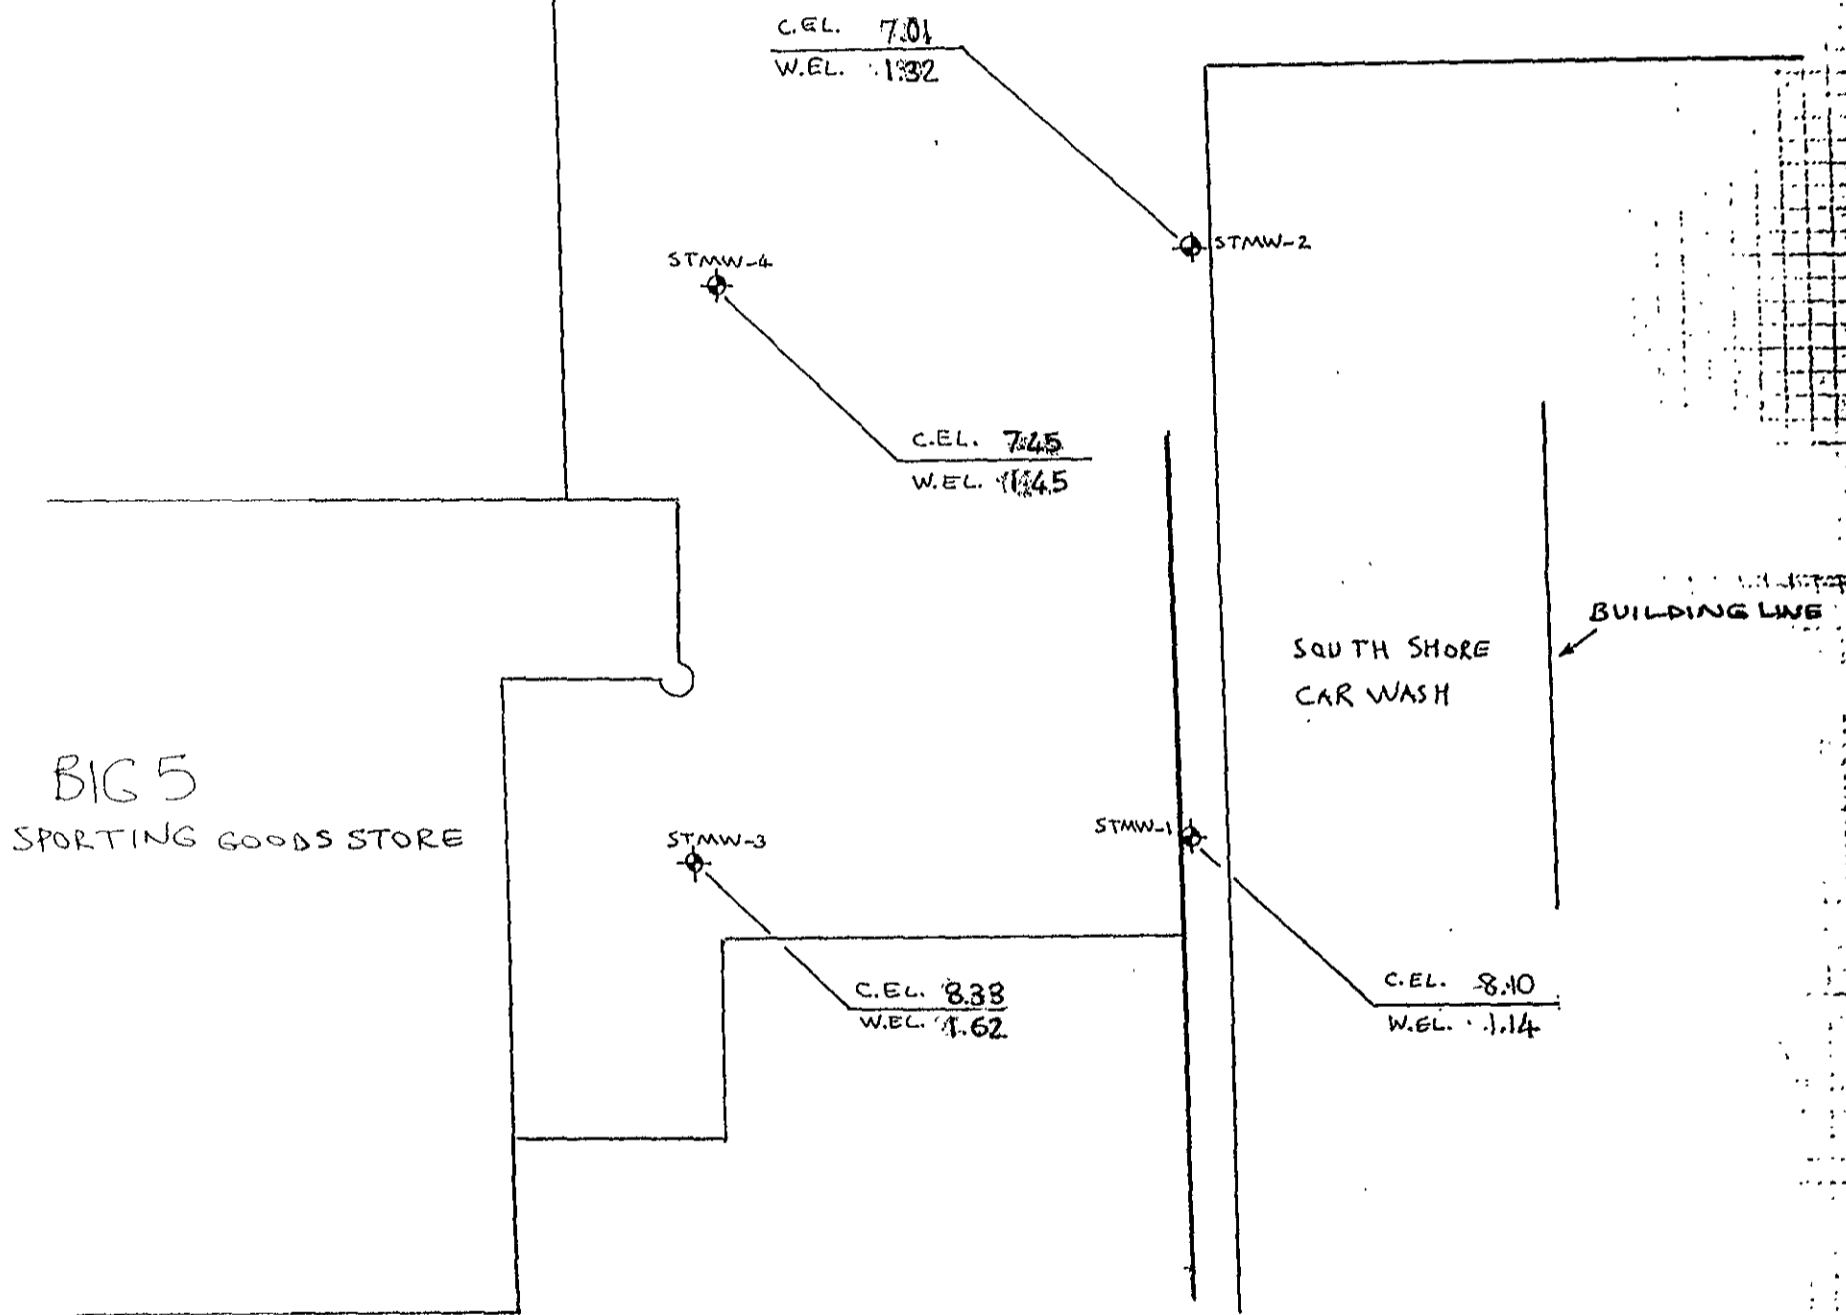 C.EL. 7.01
W.EL. 1.32
STMW-2
STMW-4
C.EL. 7.45
W.EL. 1.45
BUILDING LINE
SOUTH SHORE
CAR WASH
BIG 5
SPORTING GOODS STORE
STMW-3
STMW-1
C.EL. 8.33
W.EL. 1.62
C.EL. 8.10
W.EL. 1.14